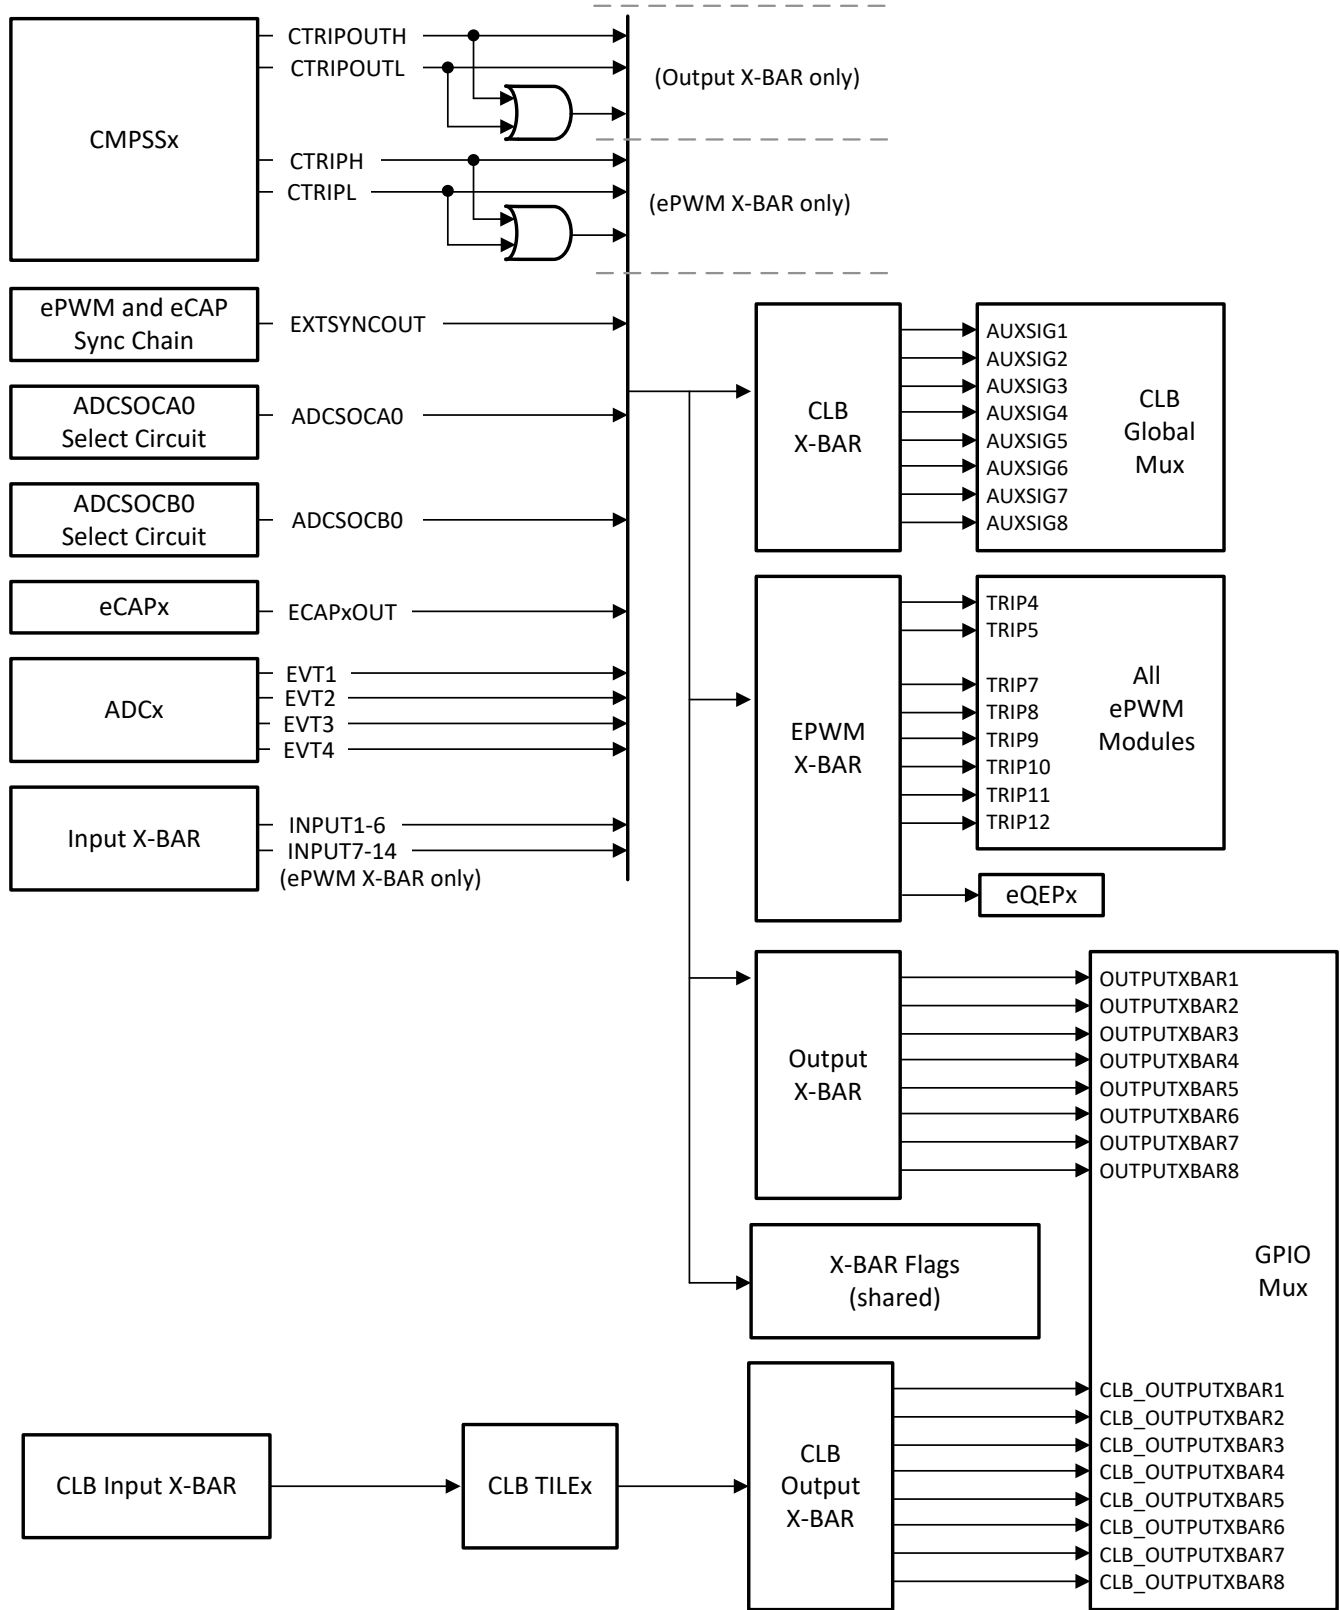 CMPSSx
CTRIPOUTH
CTRIPOUTL
(Output X-BAR only)
CTRIPH
CTRIPL
(ePWM X-BAR only)
ePWM and eCAP
Sync Chain
EXTSYNCOUT
ADCSOCA0
Select Circuit
ADCSOCA0
ADCSOCB0
Select Circuit
ADCSOCB0
eCAPx
ECAPxOUT
ADCx
EVT1
EVT2
EVT3
EVT4
Input X-BAR
INPUT1-6
INPUT7-14
(ePWM X-BAR only)
CLB
X-BAR
AUXSIG1
AUXSIG2
AUXSIG3
AUXSIG4
AUXSIG5
AUXSIG6
AUXSIG7
AUXSIG8
CLB
Global
Mux
EPWM
X-BAR
TRIP4
TRIP5
TRIP7
TRIP8
TRIP9
TRIP10
TRIP11
TRIP12
All
ePWM
Modules
eQEPx
Output
X-BAR
OUTPUTXBAR1
OUTPUTXBAR2
OUTPUTXBAR3
OUTPUTXBAR4
OUTPUTXBAR5
OUTPUTXBAR6
OUTPUTXBAR7
OUTPUTXBAR8
X-BAR Flags
(shared)
GPIO
Mux
CLB Input X-BAR
CLB TILEx
CLB
Output
X-BAR
CLB_OUTPUTXBAR1
CLB_OUTPUTXBAR2
CLB_OUTPUTXBAR3
CLB_OUTPUTXBAR4
CLB_OUTPUTXBAR5
CLB_OUTPUTXBAR6
CLB_OUTPUTXBAR7
CLB_OUTPUTXBAR8